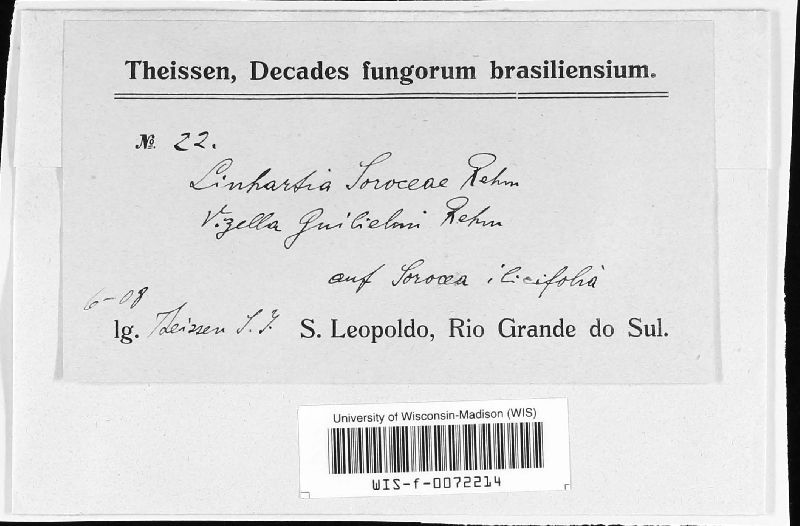 Theissen, Decades fungorum brasiliensium.
№ 22.
Linhartia Soroceae Rehm
Vizella Guilielmi Rehm
auf Sorocea ilicifolia
6-08
lg. Theissen S. J. S. Leopoldo, Rio Grande do Sul.
University of Wisconsin-Madison (WIS)
WIS-f-0072214